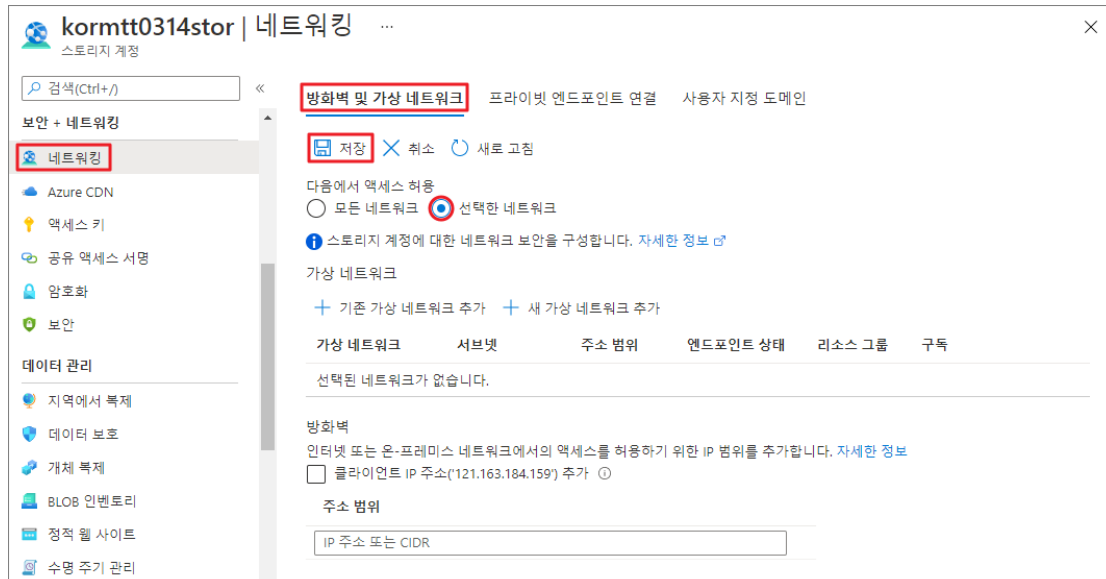 kormtt0314stor | 네트워킹 ...
스토리지 계정
검색(Ctrl+/)
보안 + 네트워킹
네트워킹
Azure CDN
액세스 키
공유 액세스 서명
암호화
보안
데이터 관리
지역에서 복제
데이터 보호
개체 복제
BLOB 인벤토리
정적 웹 사이트
수명 주기 관리
방화벽 및 가상 네트워크 프라이빗 엔드포인트 연결 사용자 지정 도메인
저장 취소 새로 고침
다음에서 액세스 허용
모든 네트워크 선택한 네트워크
스토리지 계정에 대한 네트워크 보안을 구성합니다. 자세한 정보
가상 네트워크
+ 기존 가상 네트워크 추가 + 새 가상 네트워크 추가
가상 네트워크 서브넷 주소 범위 엔드포인트 상태 리소스 그룹 구독
선택된 네트워크가 없습니다.
방화벽
인터넷 또는 온-프레미스 네트워크에서의 액세스를 허용하기 위한 IP 범위를 추가합니다. 자세한 정보
클라이언트 IP 주소('121.163.184.159') 추가
주소 범위
IP 주소 또는 CIDR